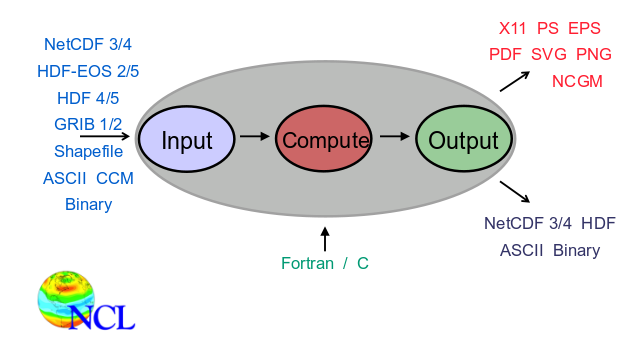 NetCDF 3/4
HDF-EOS 2/5
HDF 4/5
GRIB 1/2
Shapefile
ASCII CCM
Binary
Input
Compute
Output
X11 PS EPS
PDF SVG PNG
NCGM
NetCDF 3/4 HDF
ASCII Binary
Fortran / C
NCL